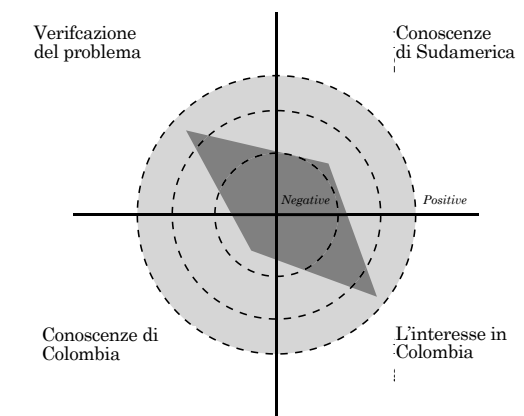 Verifcazione
del problema
Conoscenze
di Sudamerica
Negative
Positive
Conoscenze di
Colombia
L'interesse in
Colombia